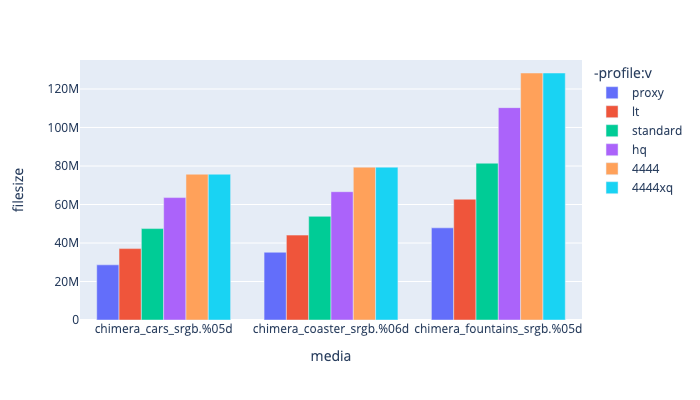 120M
100M
80M
60M
40M
20M
0
filesize
chimera_cars_srgb.%05d chimera_coaster_srgb.%06d chimera_fountains_srgb.%05d
media
-profile:v
proxy
lt
standard
hq
4444
4444xq